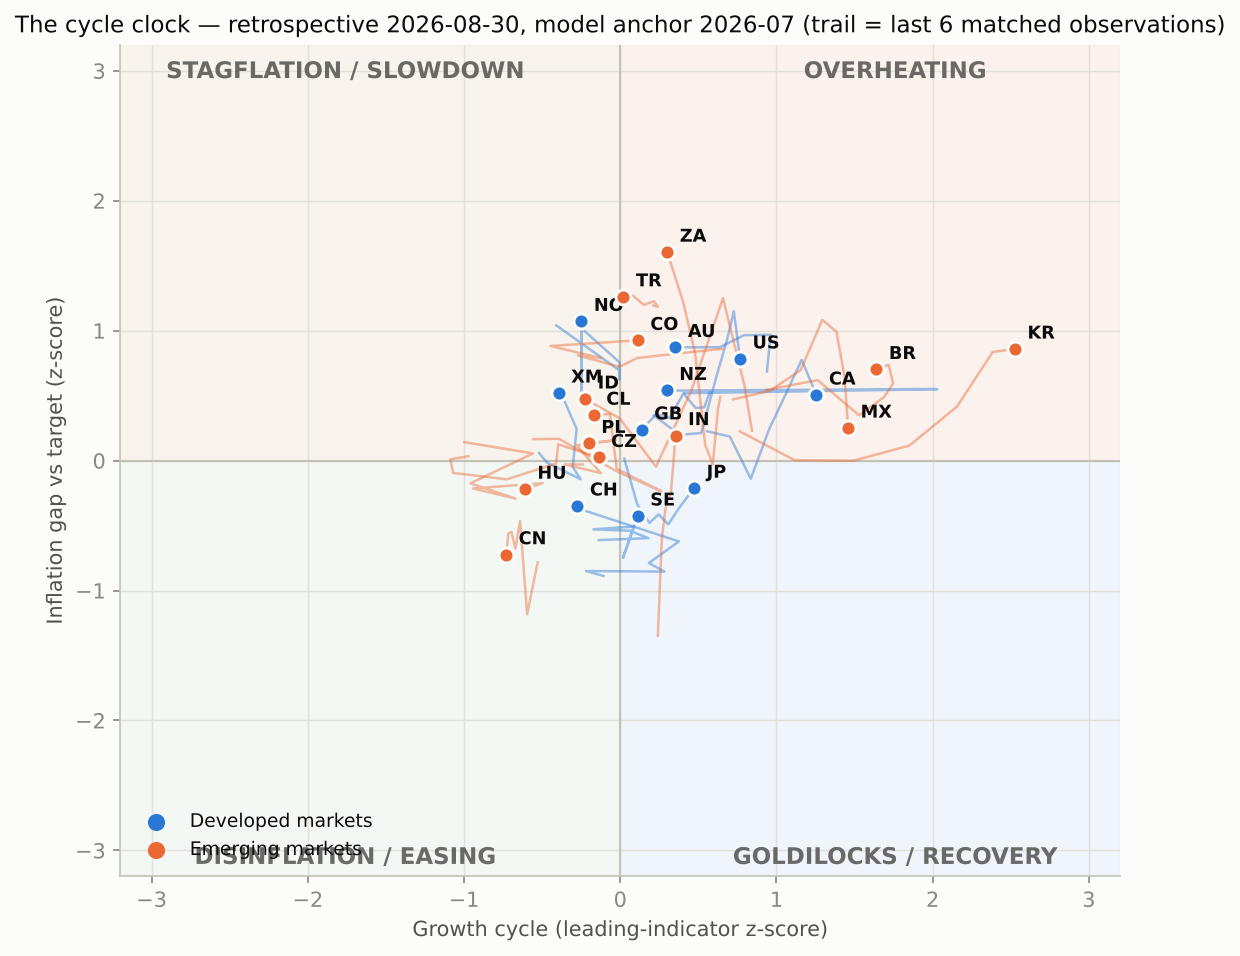 The cycle clock — retrospective 2026-08-30, model anchor 2026-07 (trail = last 6 matched observations)
STAGFLATION / SLOWDOWN
OVERHEATING
3
2
1
0
−1
−2
−3
Inflation gap vs target (z-score)
ZA
TR
NO
CO
AU
US
BR
KR
XM
ID
CL
NZ
CA
MX
GB
IN
PL
CZ
HU
CH
SE
JP
CN
Developed markets
Emerging markets
DISINFLATION / EASING
GOLDILOCKS / RECOVERY
−3
−2
−1
0
1
2
3
Growth cycle (leading-indicator z-score)